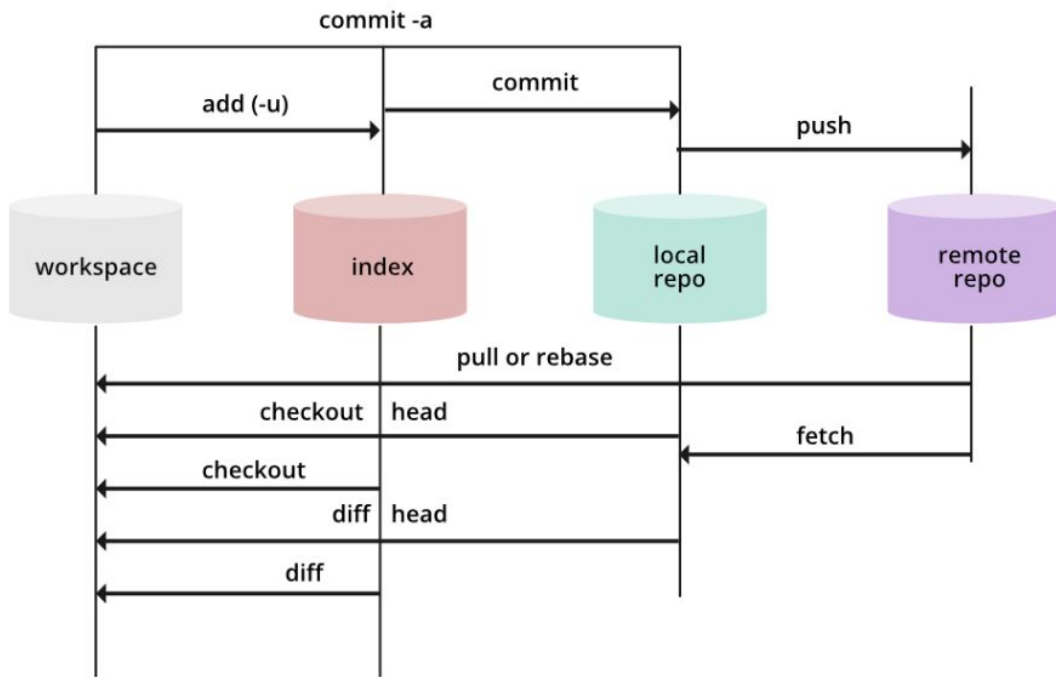 commit -a
commit
add (-u)
push
workspace
index
local
repo
remote
repo
pull or rebase
checkout head
fetch
checkout
diff head
diff